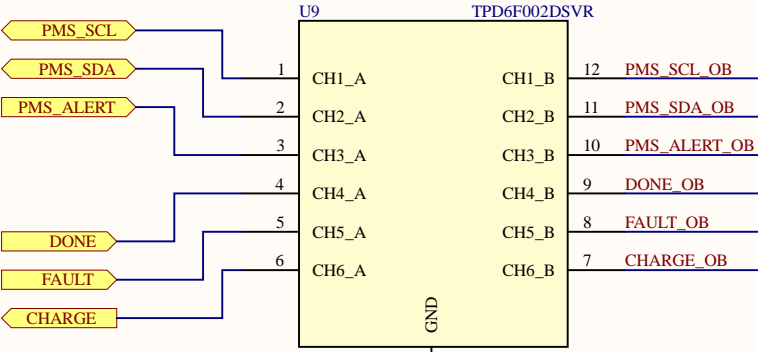 U9 TPD6F002DSVR
PMS_SCL
PMS_SDA 1 CH1_A CH1_B 12 PMS_SCL_OB
PMS_ALERT 2 CH2_A CH2_B 11 PMS_SDA_OB
3 CH3_A CH3_B 10 PMS_ALERT_OB
4 CH4_A CH4_B 9 DONE_OB
DONE 5 CH5_A CH5_B 8 FAULT_OB
FAULT 6 CH6_A CH6_B 7 CHARGE_OB
CHARGE GND